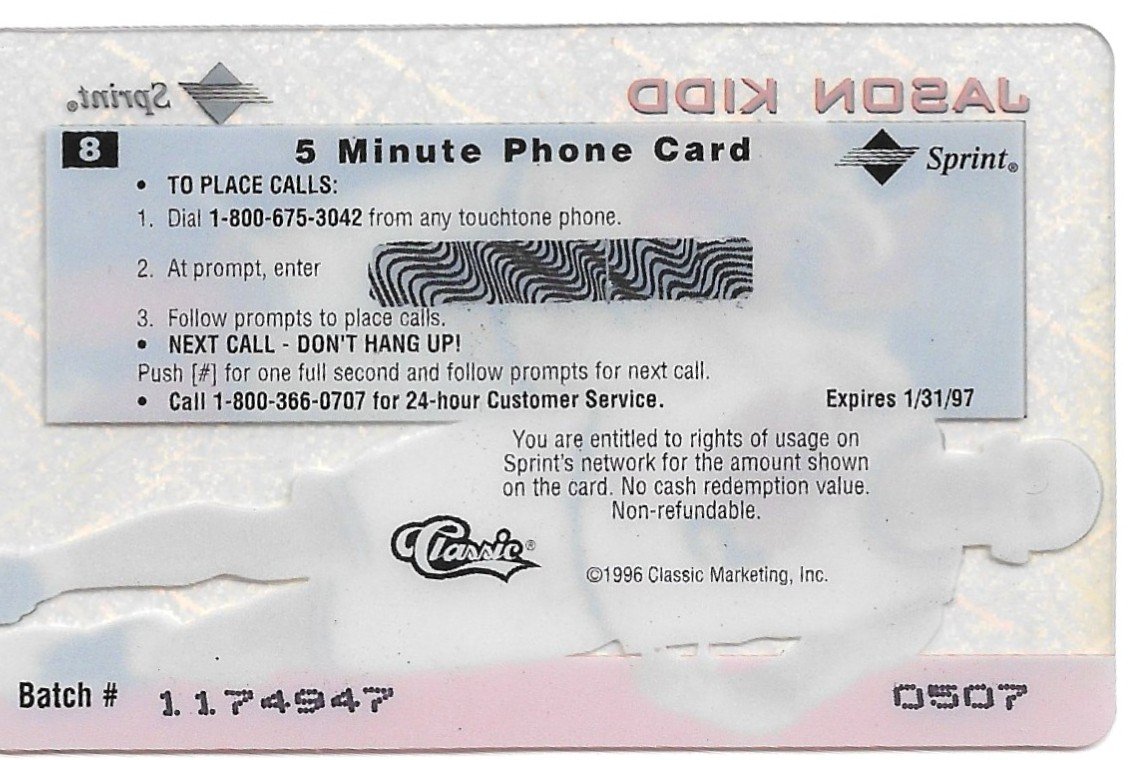 Sprint® JASON KIDD
8 5 Minute Phone Card Sprint®
• TO PLACE CALLS:
1. Dial 1-800-675-3042 from any touchtone phone.
2. At prompt, enter
3. Follow prompts to place calls.
• NEXT CALL - DON'T HANG UP!
Push [#] for one full second and follow prompts for next call.
• Call 1-800-366-0707 for 24-hour Customer Service. Expires 1/31/97
You are entitled to rights of usage on
Sprint's network for the amount shown
on the card. No cash redemption value.
Non-refundable.
Classic®
©1996 Classic Marketing, Inc.
Batch # 1174947 0507